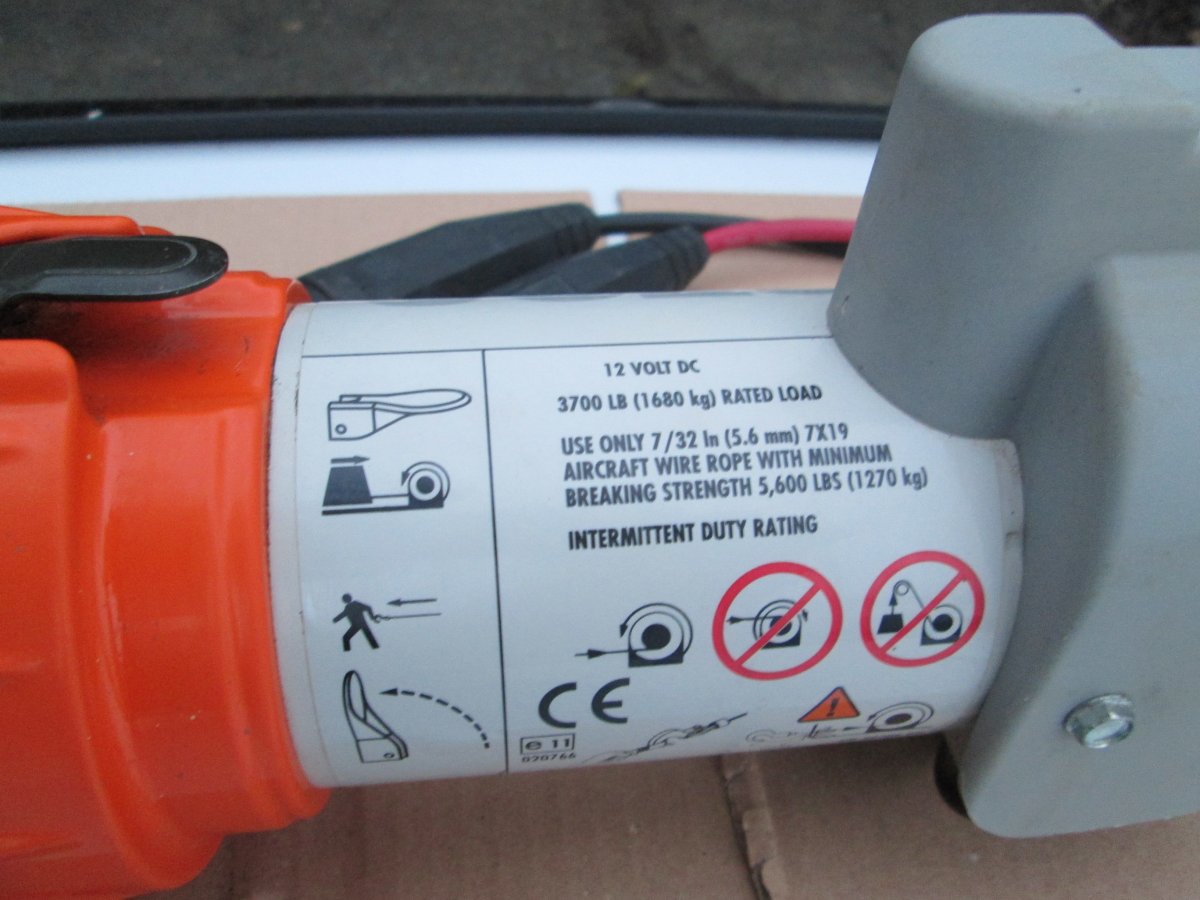 12 VOLT DC
3700 LB (1680 kg) RATED LOAD
USE ONLY 7/32 In (5.6 mm) 7X19
AIRCRAFT WIRE ROPE WITH MINIMUM
BREAKING STRENGTH 5,600 LBS (1270 kg)
INTERMITTENT DUTY RATING
CE
e 11
020766